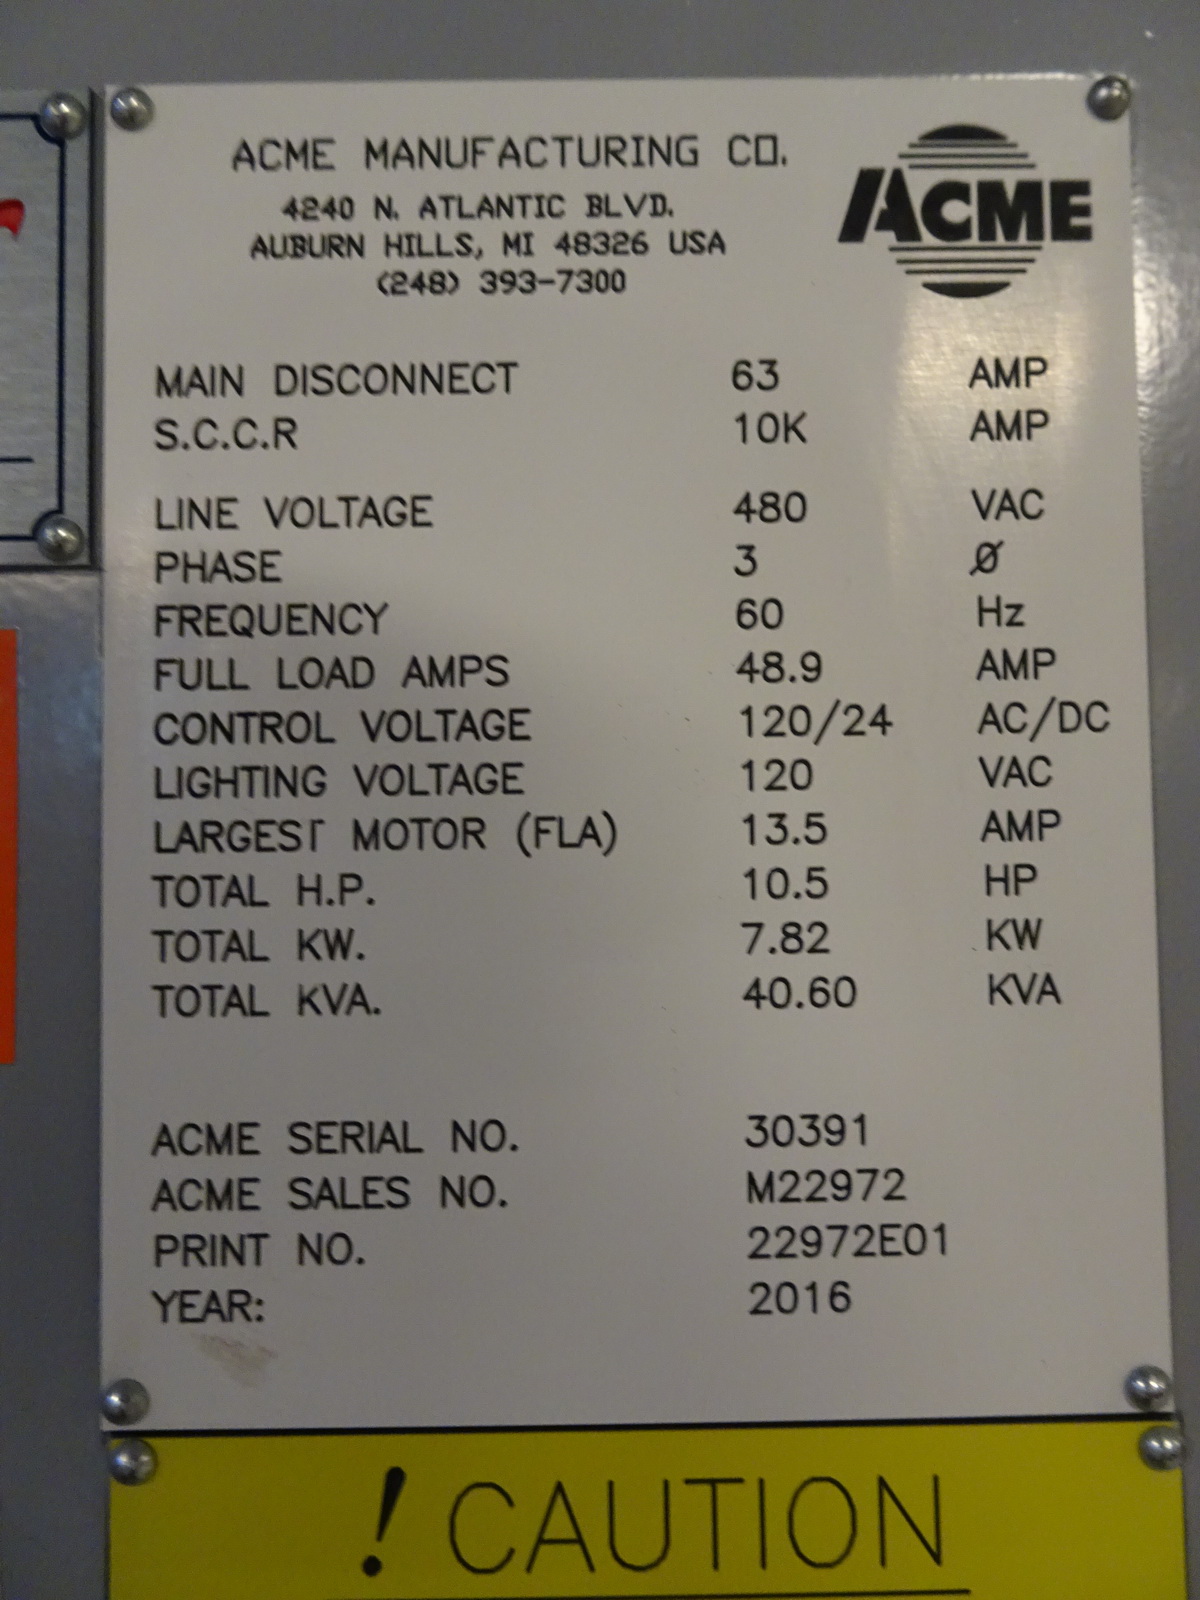 ACME MANUFACTURING CO.
4240 N. ATLANTIC BLVD.
AUBURN HILLS, MI 48326 USA
(248) 393-7300
ACME
MAIN DISCONNECT 63 AMP
S.C.C.R 10K AMP
LINE VOLTAGE 480 VAC
PHASE 3 Ø
FREQUENCY 60 Hz
FULL LOAD AMPS 48.9 AMP
CONTROL VOLTAGE 120/24 AC/DC
LIGHTING VOLTAGE 120 VAC
LARGEST MOTOR (FLA) 13.5 AMP
TOTAL H.P. 10.5 HP
TOTAL KW. 7.82 KW
TOTAL KVA. 40.60 KVA
ACME SERIAL NO. 30391
ACME SALES NO. M22972
PRINT NO. 22972E01
YEAR: 2016
! CAUTION